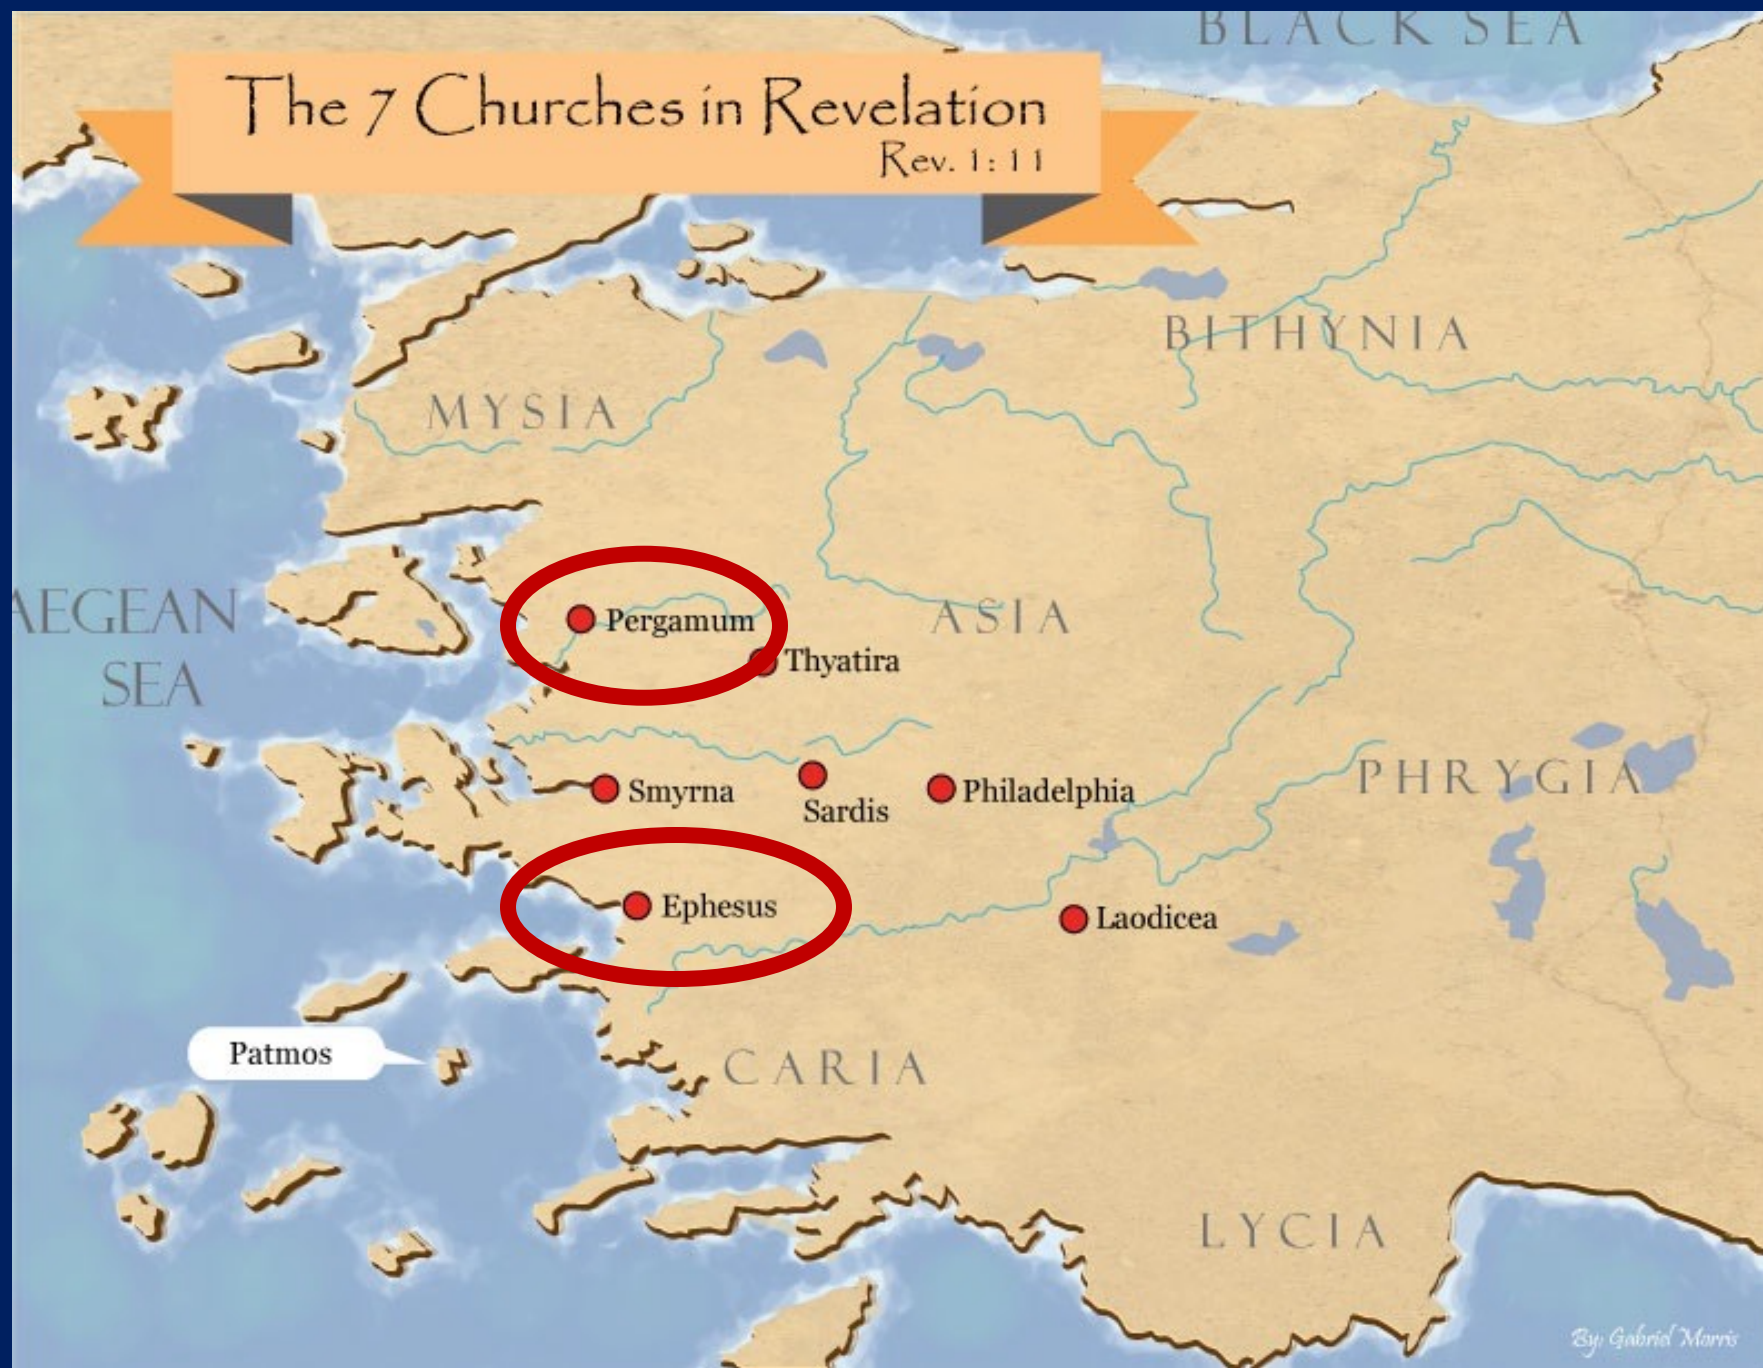 BLACK SEA
The 7 Churches in Revelation
Rev. 1:11
BITHYNIA
MYSIA
AEGEAN
SEA
Pergamum
ASIA
Thyatira
PHRYGIA
Smyrna
Sardis
Philadelphia
Ephesus
Laodicea
Patmos
CARIA
LYCIA
By: Gabriel Morris